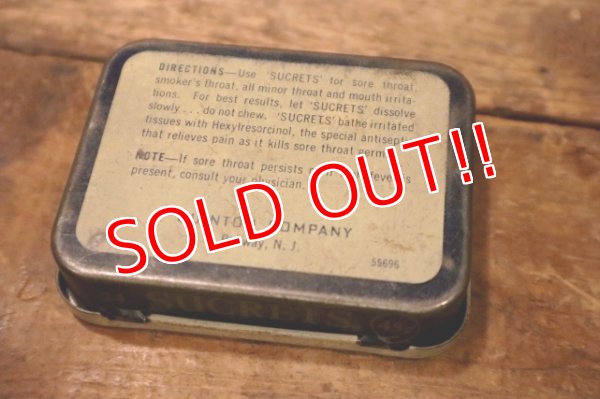 DIRECTIONS—Use 'SUCRETS' for sore throat,
smoker's throat, all minor throat and mouth irrita-
tions. For best results, let 'SUCRETS' dissolve
slowly . . . do not chew. 'SUCRETS' bathe irritated
tissues with Hexylresorcinol, the special antiseptic
that relieves pain as it kills sore throat
NOTE—If sore throat persists
present, consult your physician.
COMPANY
N. J.
59696
SOLD OUT!!
SUCRETS